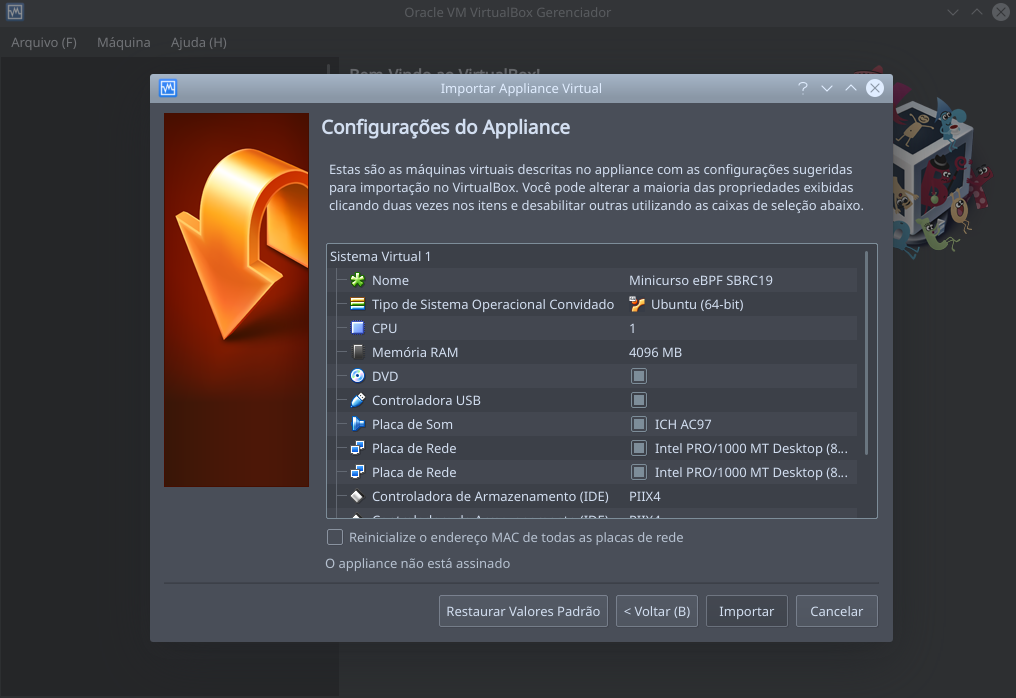 Oracle VM VirtualBox Gerenciador
Arquivo (F) Máquina Ajuda (H)
Bem Vindo ao VirtualBox!
Importar Appliance Virtual
Configurações do Appliance
Estas são as máquinas virtuais descritas no appliance com as configurações sugeridas
para importação no VirtualBox. Você pode alterar a maioria das propriedades exibidas
clicando duas vezes nos itens e desabilitar outras utilizando as caixas de seleção abaixo.
Sistema Virtual 1
Nome Minicurso eBPF SBRC19
Tipo de Sistema Operacional Convidado Ubuntu (64-bit)
CPU 1
Memória RAM 4096 MB
DVD
Controladora USB
Placa de Som ICH AC97
Placa de Rede Intel PRO/1000 MT Desktop (8...
Placa de Rede Intel PRO/1000 MT Desktop (8...
Controladora de Armazenamento (IDE) PIIX4
Controladora de Armazenamento (IDE) PIIX4
Reinicialize o endereço MAC de todas as placas de rede
O appliance não está assinado
Restaurar Valores Padrão < Voltar (B) Importar Cancelar